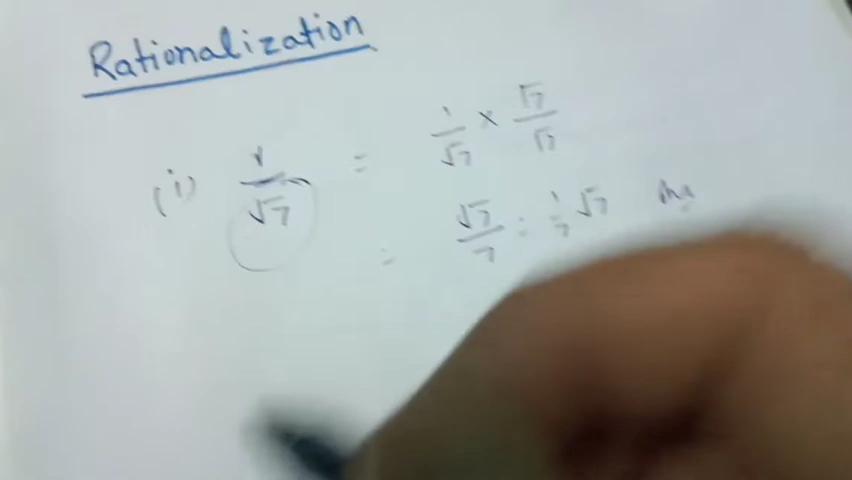 Rationalization
(i) 1/√7 = 1/√7 × √7/√7
= √7/7 = 1/7 √7